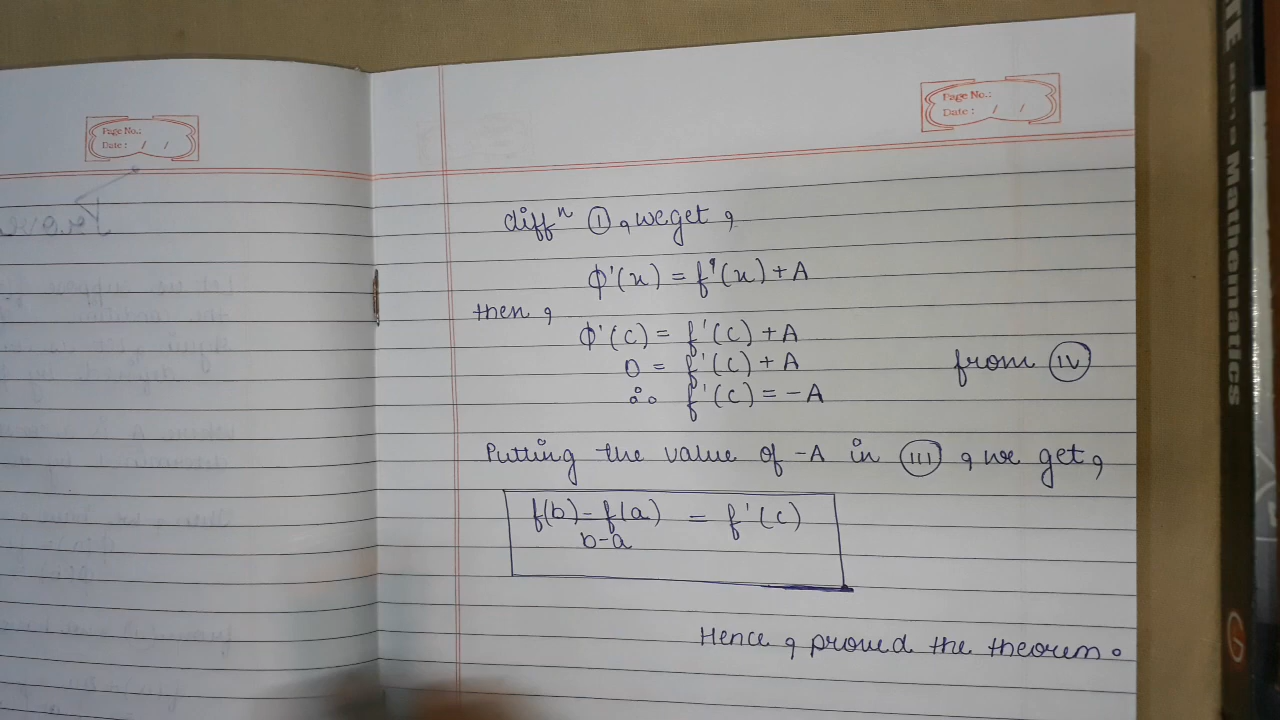 Page No.:
Date : / /
Page No.:
Date : / /
diffⁿ Ⓘ, we get,
ϕ'(x) = f'(x) + A
then,
ϕ'(c) = f'(c) + A
0 = f'(c) + A from (IV)
∴ f'(c) = -A
Putting the value of -A in (III), we get,
f(b) - f(a) = f'(c)
b-a
Hence, proved the theorem.
Mathematics